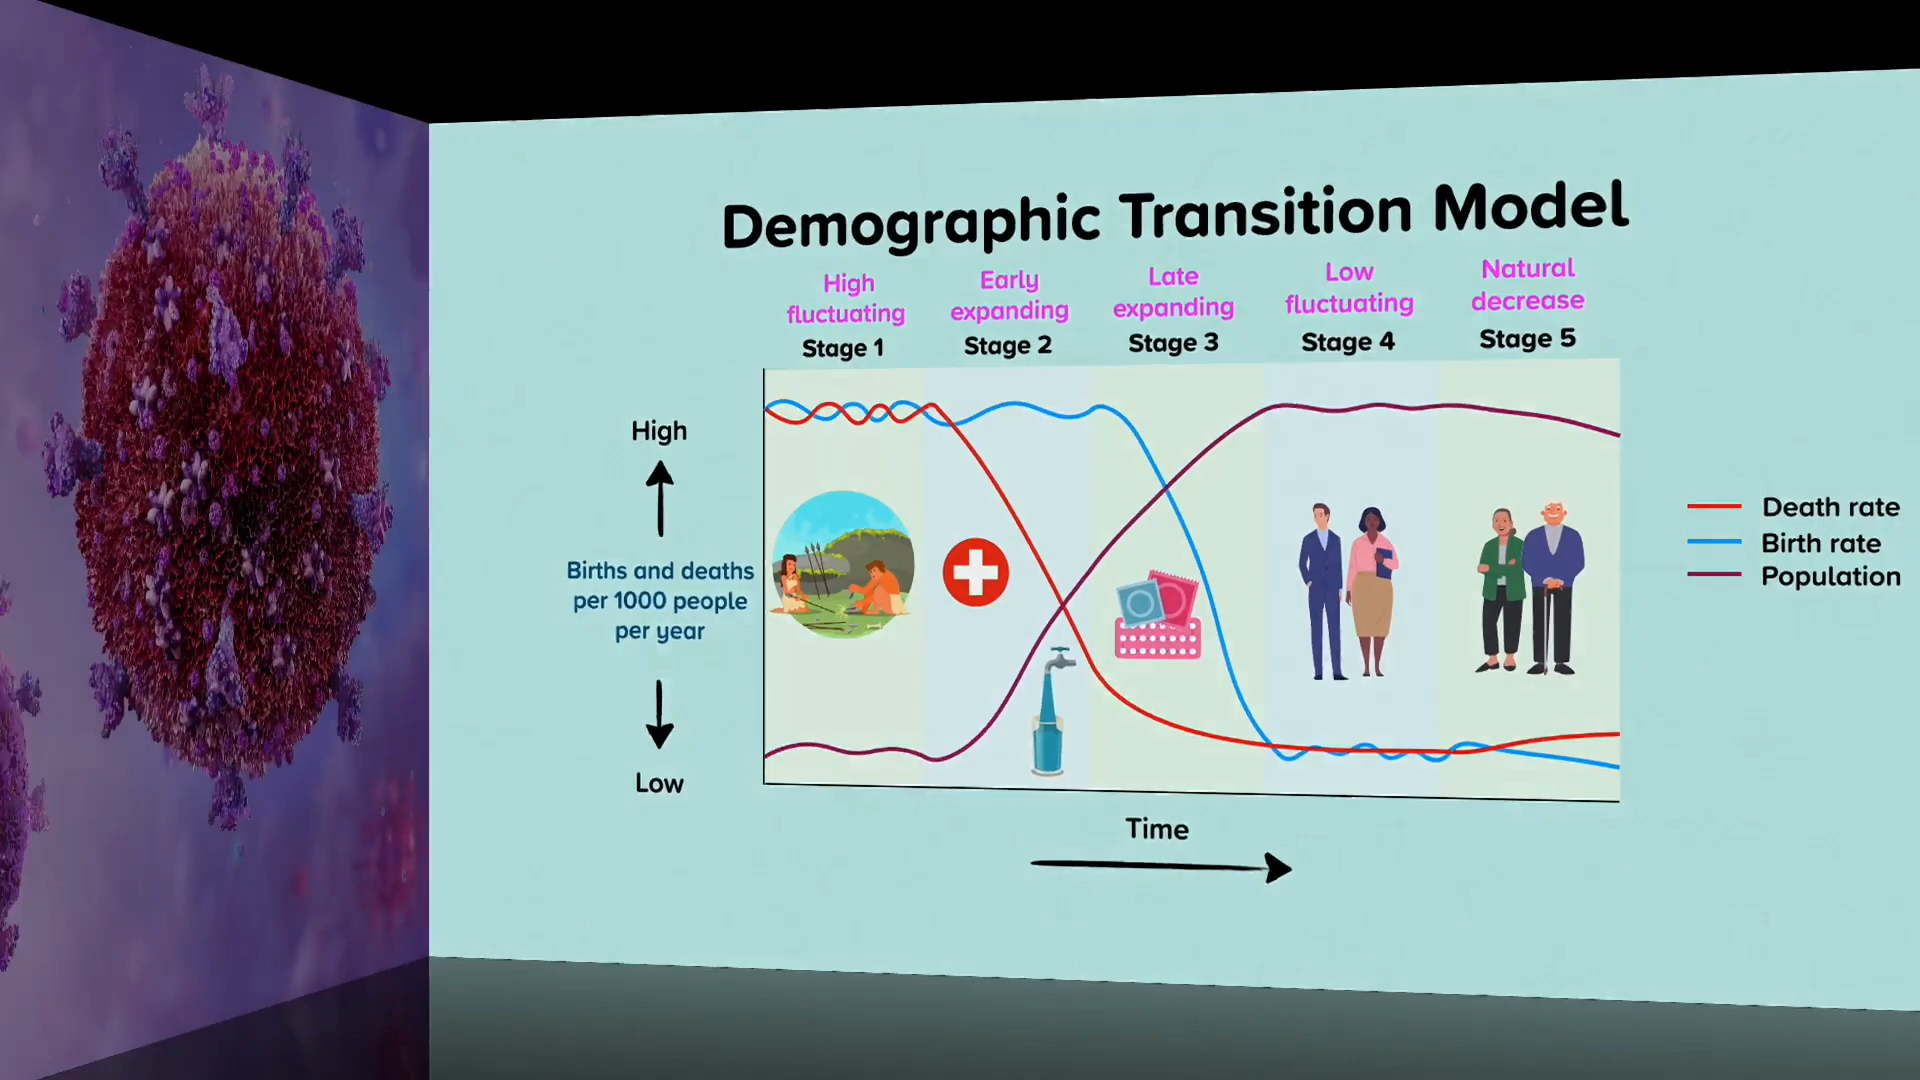 Demographic Transition Model
High
fluctuating
Stage 1
Early
expanding
Stage 2
Late
expanding
Stage 3
Low
fluctuating
Stage 4
Natural
decrease
Stage 5
High
Births and deaths
per 1000 people
per year
Low
Time
Death rate
Birth rate
Population